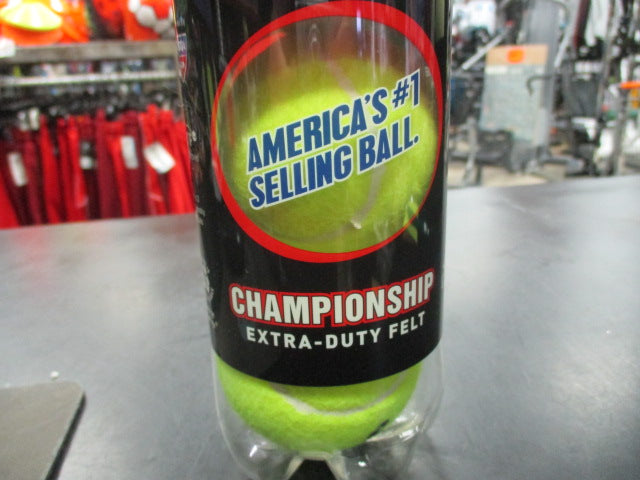 AMERICA'S #1
SELLING BALL.
CHAMPIONSHIP
EXTRA-DUTY FELT